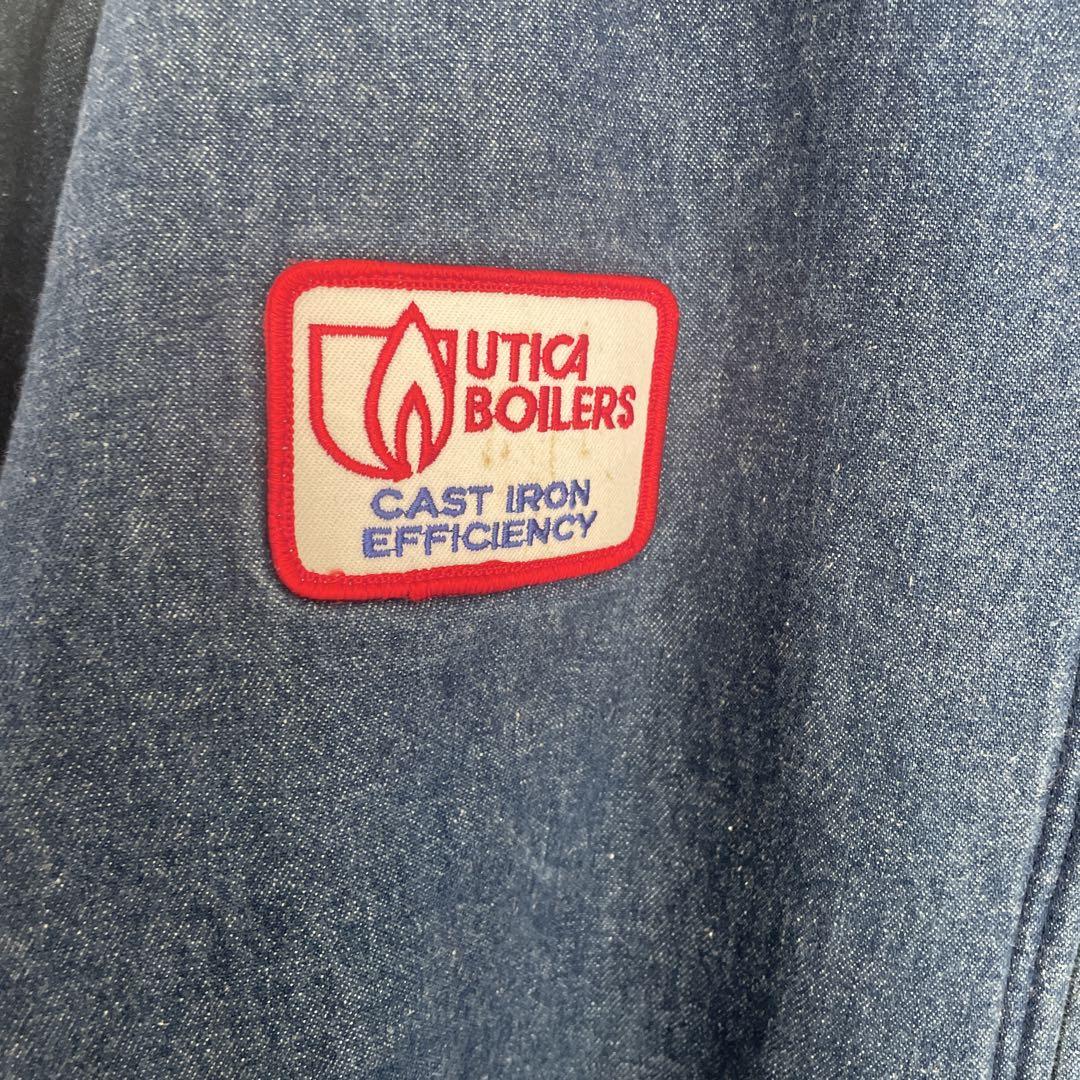 UTICA
BOILERS
CAST IRON
EFFICIENCY